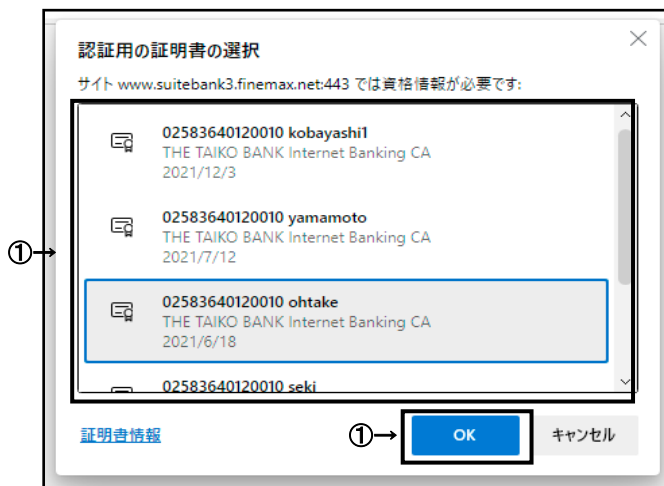 認証用の証明書の選択
サイト www.suitebank3.finemax.net:443 では資格情報が必要です:
02583640120010 kobayashi1
THE TAIKO BANK Internet Banking CA
2021/12/3
02583640120010 yamamoto
THE TAIKO BANK Internet Banking CA
2021/7/12
①→
02583640120010 ohtake
THE TAIKO BANK Internet Banking CA
2021/6/18
02583640120010 seki
証明書情報
①→
OK
キャンセル